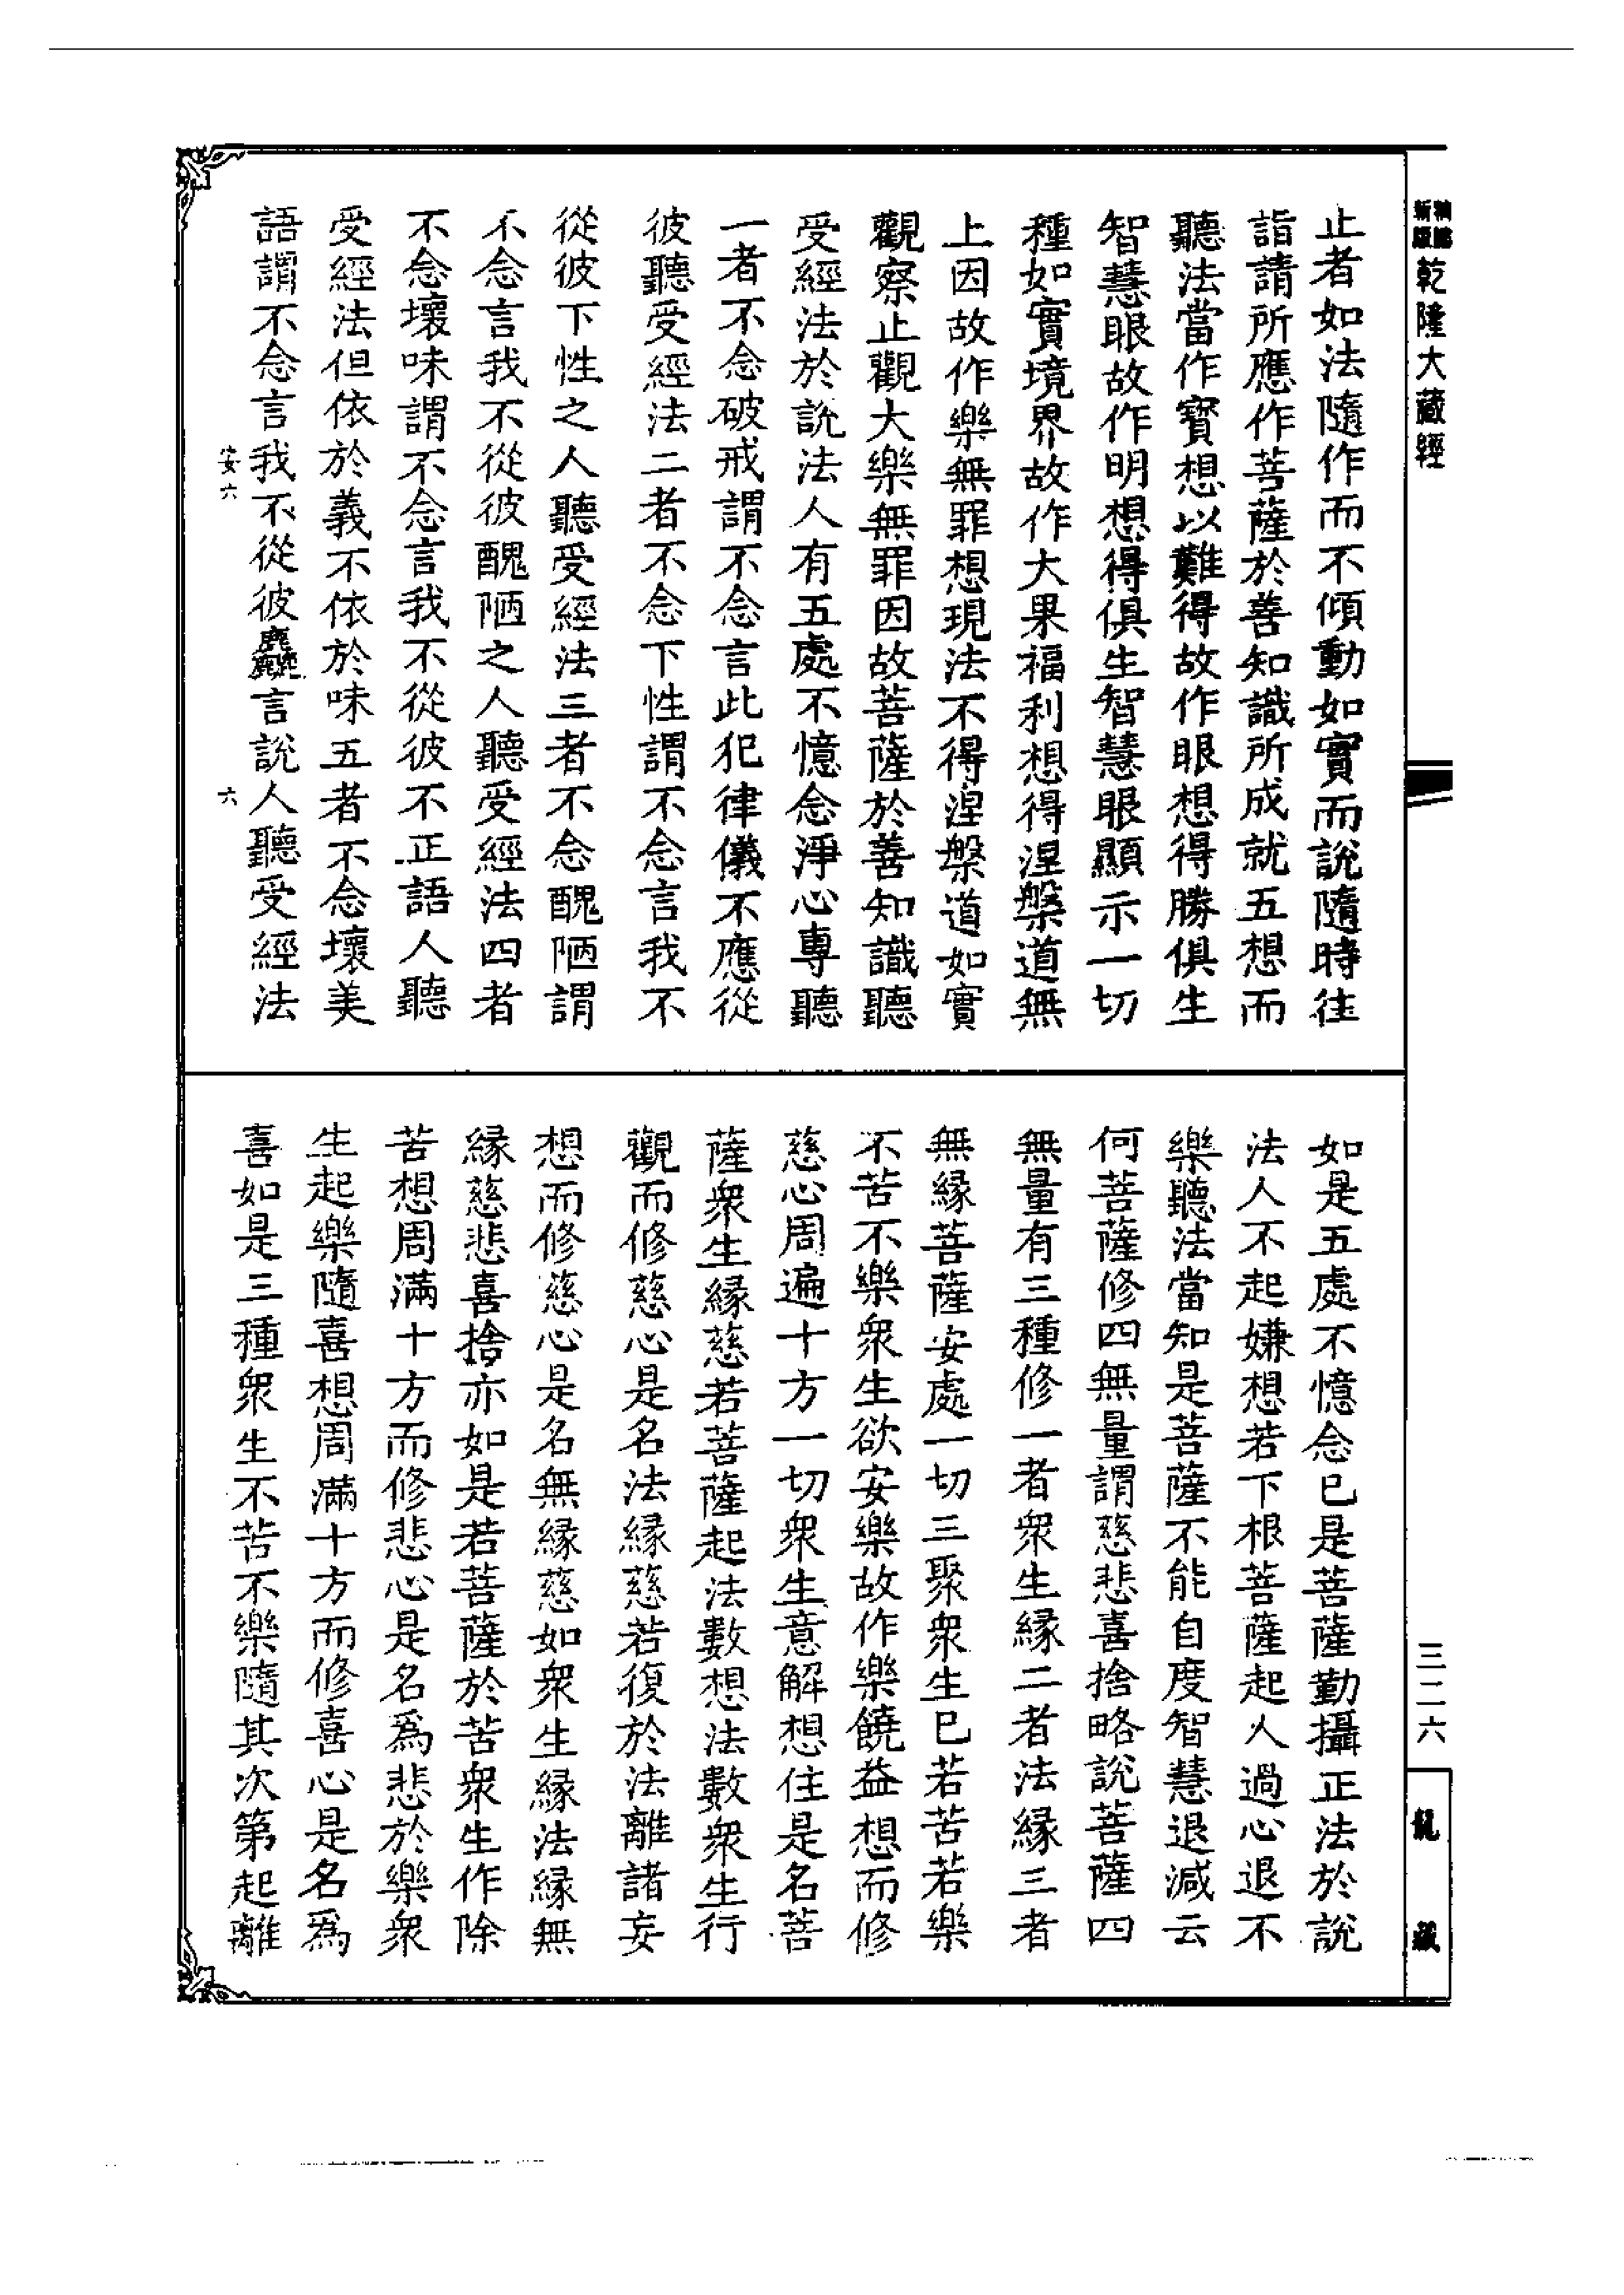 新編縮版乾隆大藏經
止者如法隨作而不傾動如實而說隨時往
詣請所應作菩薩於善知識所成就五想而
聽法當作寶想以難得故作眼想得勝俱生
智慧眼故作明想得俱生智慧眼顯示一切
種如實境界故作大果福利想得涅槃道無
上因故作樂無罪想現法不得涅槃道如實
觀察止觀大樂無罪因故菩薩於善知識聽
受經法於說法人有五處不憶念淨心專聽
一者不念破戒謂不念言此犯律儀不應從
彼聽受經法二者不念下性謂不念言我不
從彼下性之人聽受經法三者不念醜陋謂
不念言我不從彼醜陋之人聽受經法四者
不念壞味謂不念言我不從彼不正語人聽
受經法但依於義不依於味五者不念壞美
語謂不念言我不從彼麤言說人聽受經法
安六
六
如是五處不憶念已是菩薩勤攝正法於說
法人不起嫌想若下根菩薩起人過心退不
樂聽法當知是菩薩不能自度智慧退減云
何菩薩修四無量謂慈悲喜捨略說菩薩四
無量有三種修一者衆生緣二者法緣三者
無緣菩薩安處一切三聚衆生已若苦若樂
不苦不樂衆生欲安樂故作樂饒益想而修
慈心周遍十方一切衆生意解想住是名菩
薩衆生緣慈若菩薩起法數想法數衆生行
觀而修慈心是名法緣慈若復於法離諸妄
想而修慈心是名無緣慈如衆生緣法緣無
緣慈悲喜捨亦如是若菩薩於苦衆生作除
苦想周滿十方而修悲心是名爲悲於樂衆
生起樂隨喜想周滿十方而修喜心是名爲
喜如是三種衆生不苦不樂隨其次第起離
三二六
龍藏